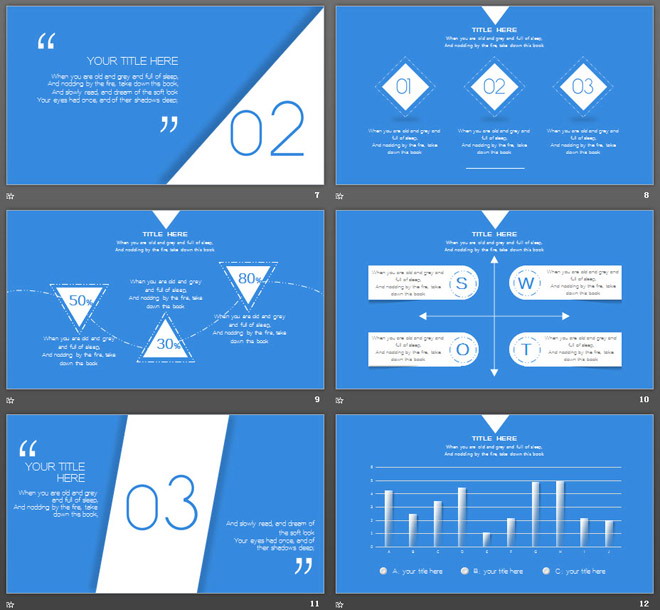 “
YOUR TITLE HERE
When you are old and grey and full of sleep,
And nodding by the fire, take down this book,
And slowly read, and dream of the soft look
Your eyes had once, and of their shadows deep;
”
02
7
TITLE HERE
When you are old and grey and full of sleep,
And nodding by the fire, take down this book
01
02
03
When you are old and grey and
full of sleep,
And nodding by the fire, take
down this book
When you are old and grey and
full of sleep,
And nodding by the fire, take
down this book
When you are old and grey and
full of sleep,
And nodding by the fire, take
down this book
8
TITLE HERE
When you are old and grey and full of sleep,
And nodding by the fire, take down this book
50%
When you are old and grey
and full of sleep,
And nodding by the fire, take
down this book
When you are old and grey
and full of sleep,
And nodding by the fire, take
down this book
30%
80%
When you are old and grey
and full of sleep,
And nodding by the fire, take
down this book
9
TITLE HERE
When you are old and grey and full of sleep,
And nodding by the fire, take down this book
When you are old and grey and
full of sleep,
And nodding by the fire, take
down this book
S
W
When you are old and grey and
full of sleep,
And nodding by the fire, take
down this book
When you are old and grey and
full of sleep,
And nodding by the fire, take
down this book
O
T
When you are old and grey and
full of sleep,
And nodding by the fire, take
down this book
10
“
YOUR TITLE
HERE
When you are old and grey
and full of sleep,
And nodding by the fire, take
down this book,
03
And slowly read, and dream of
the soft look
Your eyes had once, and of
their shadows deep;
”
11
TITLE HERE
When you are old and grey and full of sleep,
And nodding by the fire, take down this book
6
5
4
3
2
1
0
A B C D E F G H I J
A: your title here
B: your title here
C: your title here
12